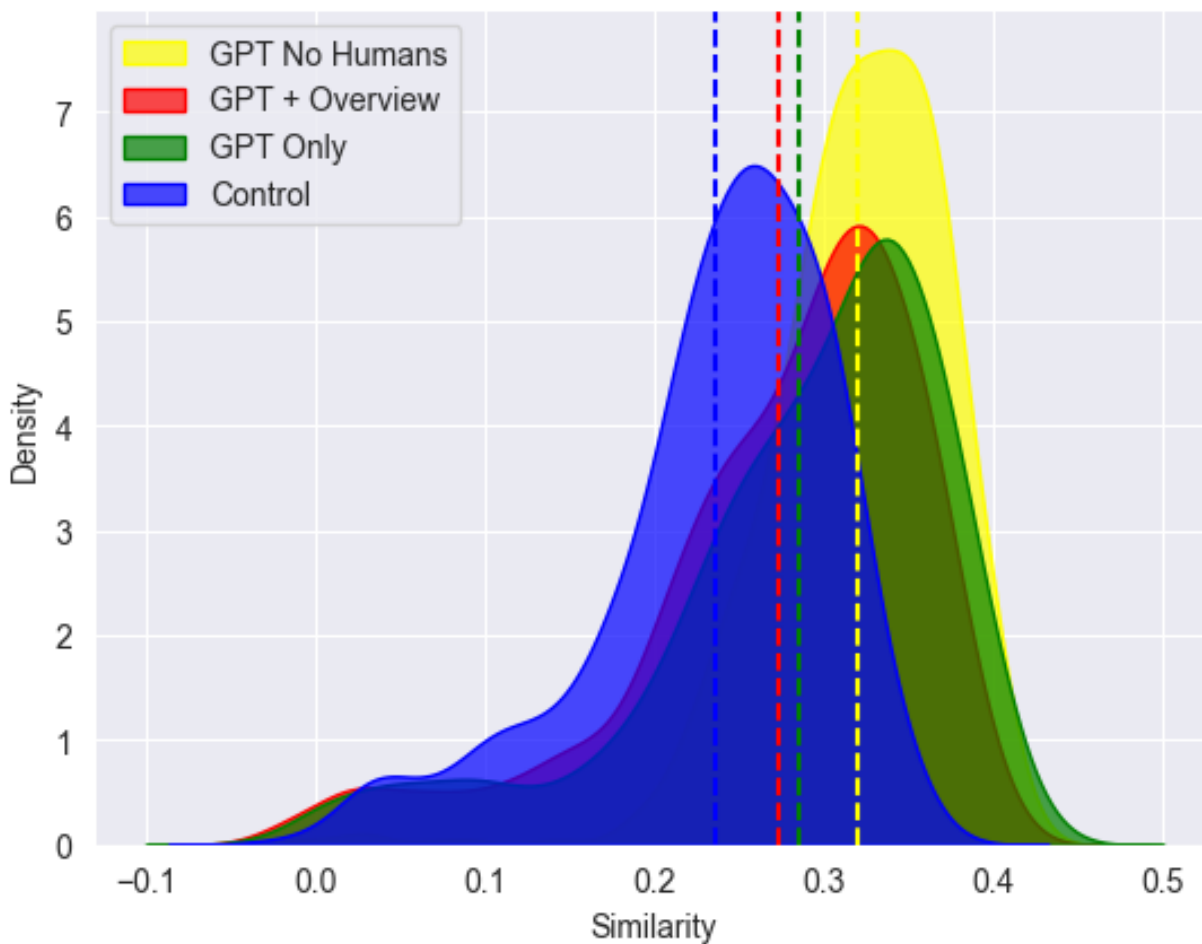 GPT No Humans
GPT + Overview
GPT Only
Control
7
6
5
4
3
2
1
0
Density
−0.1
0.0
0.1
0.2
0.3
0.4
0.5
Similarity